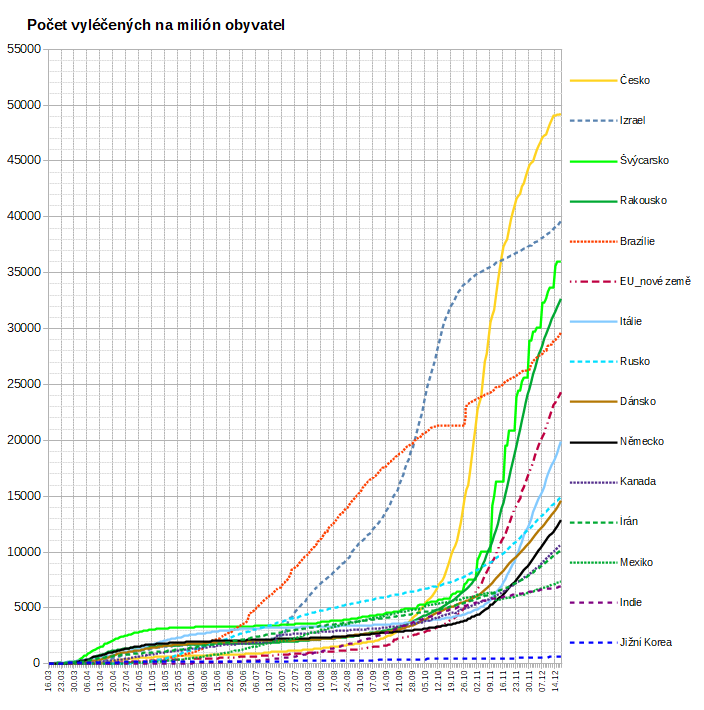 Počet vyléčených na milión obyvatel
55000
50000
45000
40000
35000
30000
25000
20000
15000
10000
5000
0
Česko
Izrael
Švýcarsko
Rakousko
Brazílie
EU_nové země
Itálie
Rusko
Dánsko
Německo
Kanada
Írán
Mexiko
Indie
Jižní Korea
16.03 23.03 30.03 06.04 13.04 20.04 27.04 04.05 11.05 18.05 25.05 01.06 08.06 15.06 22.06 29.06 06.07 13.07 20.07 27.07 03.08 10.08 17.08 24.08 31.08 07.09 14.09 21.09 28.09 05.10 12.10 19.10 26.10 02.11 09.11 16.11 23.11 30.11 07.12 14.12